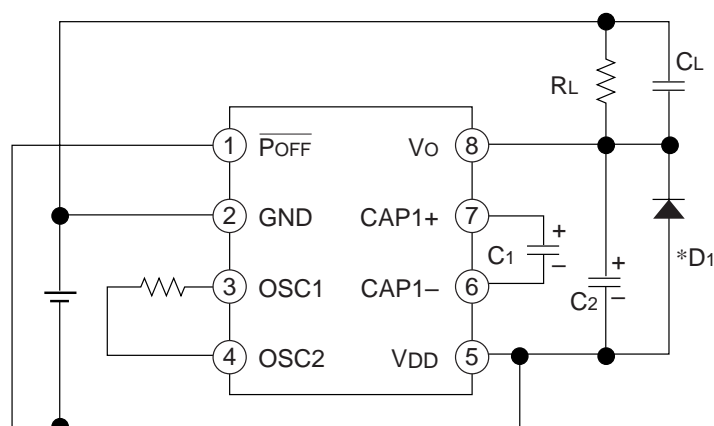 CL
RL
1 POFF VO 8
2 GND CAP1+ 7
+
C1
–
*D1
3 OSC1 CAP1– 6
+
C2
–
4 OSC2 VDD 5